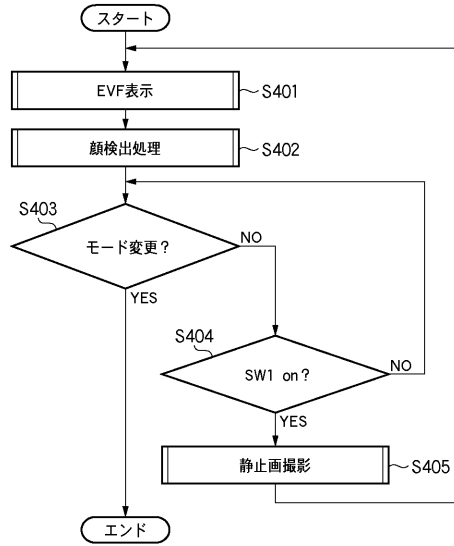 スタート
EVF表示
S401
顔検出処理
S402
S403
モード変更?
NO
YES
S404
SW1 on?
NO
YES
静止画撮影
S405
エンド